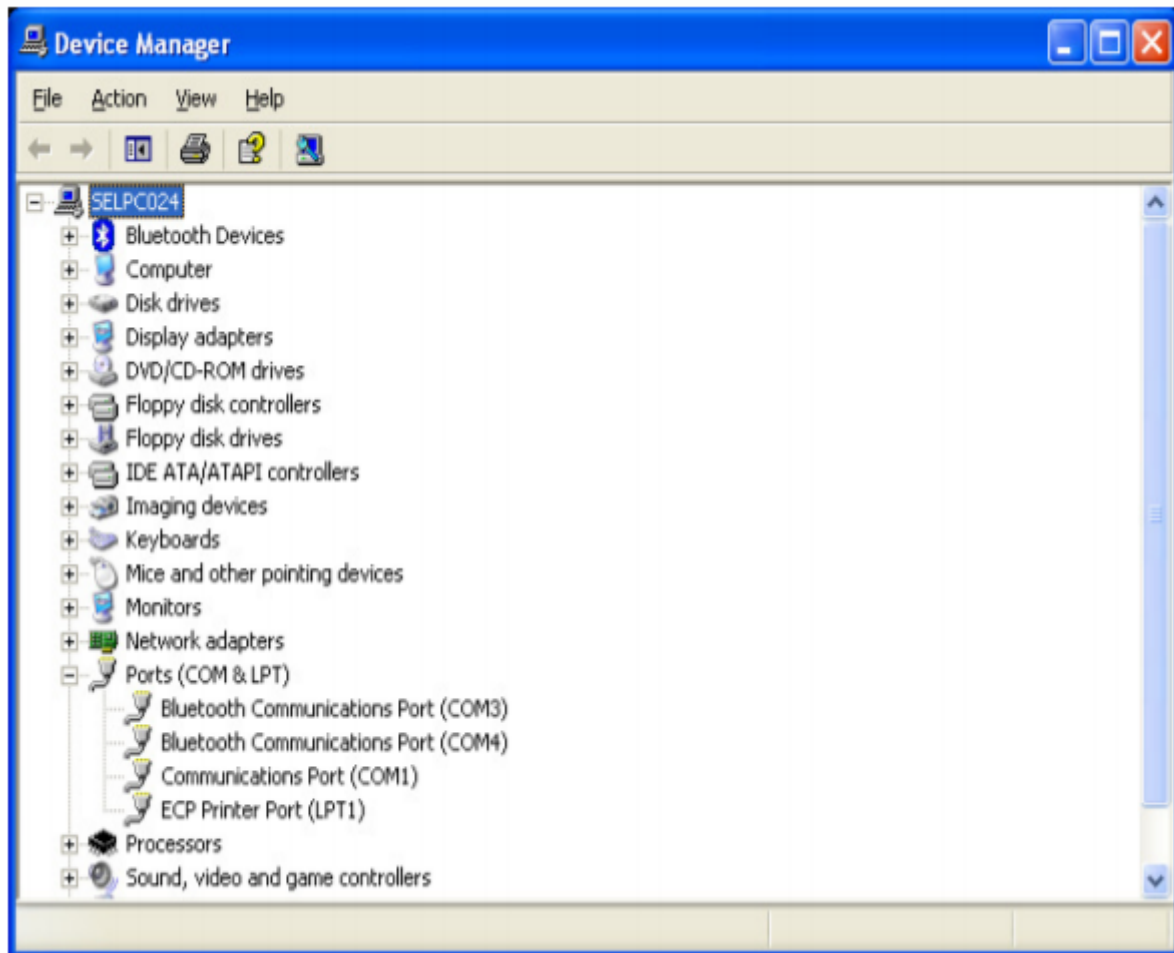 Device Manager
File Action View Help
SELPC024
Bluetooth Devices
Computer
Disk drives
Display adapters
DVD/CD-ROM drives
Floppy disk controllers
Floppy disk drives
IDE ATA/ATAPI controllers
Imaging devices
Keyboards
Mice and other pointing devices
Monitors
Network adapters
Ports (COM & LPT)
Bluetooth Communications Port (COM3)
Bluetooth Communications Port (COM4)
Communications Port (COM1)
ECP Printer Port (LPT1)
Processors
Sound, video and game controllers